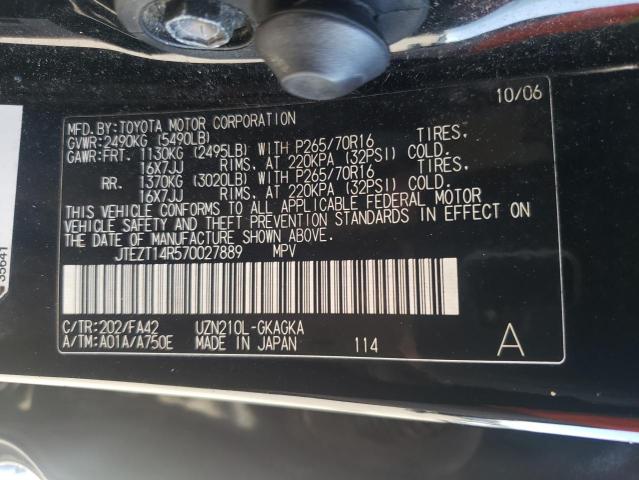 10/06
MFD.BY:TOYOTA MOTOR CORPORATION
GVWR:2490KG (5490LB)
GAWR:FRT. 1130KG (2495LB) WITH P265/70R16 TIRES,
16X7JJ RIMS, AT 220KPA (32PSI) COLD.
RR. 1370KG (3020LB) WITH P265/70R16 TIRES,
16X7JJ RIMS, AT 220KPA (32PSI) COLD.
THIS VEHICLE CONFORMS TO ALL APPLICABLE FEDERAL MOTOR
VEHICLE SAFETY AND THEFT PREVENTION STANDARDS IN EFFECT ON
THE DATE OF MANUFACTURE SHOWN ABOVE.
JTEZT14R570027889 MPV
C/TR:202/FA42 UZN210L-GKAGKA
A/TM:A01A/A750E MADE IN JAPAN 114 A
35641